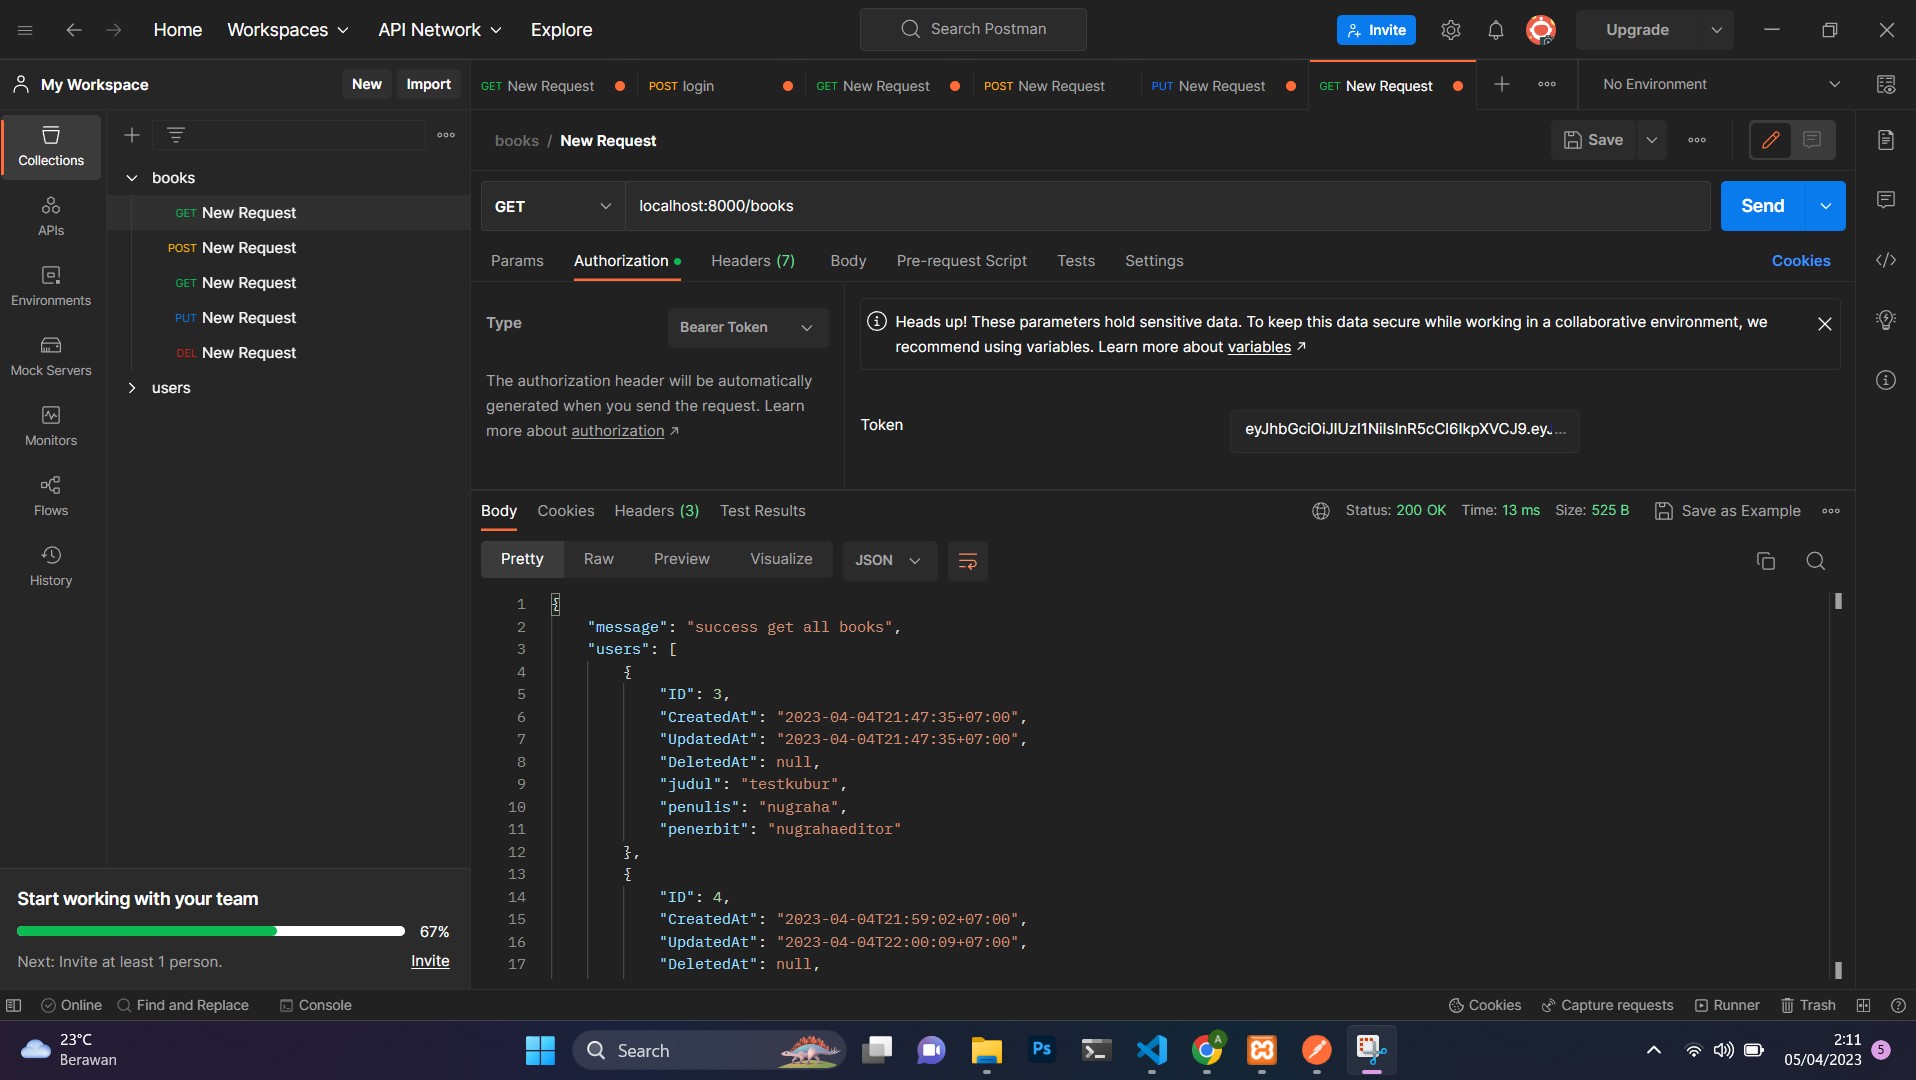 Home Workspaces API Network Explore Search Postman Invite Upgrade
My Workspace New Import
GET New Request POST login GET New Request POST New Request PUT New Request GET New Request No Environment
Collections
APIs
Environments
Mock Servers
Monitors
Flows
History
books
GET New Request
POST New Request
GET New Request
PUT New Request
DEL New Request
users
books / New Request Save
GET localhost:8000/books Send
Params Authorization Headers (7) Body Pre-request Script Tests Settings Cookies
Type Bearer Token
The authorization header will be automatically
generated when you send the request. Learn
more about authorization ↗
Heads up! These parameters hold sensitive data. To keep this data secure while working in a collaborative environment, we
recommend using variables. Learn more about variables ↗
Token eyJhbGciOiJIUzI1NiIsInR5cCI6IkpXVCJ9.eyJ...
Body Cookies Headers (3) Test Results Status: 200 OK Time: 13 ms Size: 525 B Save as Example
Pretty Raw Preview Visualize JSON
1 {
2 "message": "success get all books",
3 "users": [
4 {
5 "ID": 3,
6 "CreatedAt": "2023-04-04T21:47:35+07:00",
7 "UpdatedAt": "2023-04-04T21:47:35+07:00",
8 "DeletedAt": null,
9 "judul": "testkubur",
10 "penulis": "nugraha",
11 "penerbit": "nugrahaeditor"
12 },
13 {
14 "ID": 4,
15 "CreatedAt": "2023-04-04T21:59:02+07:00",
16 "UpdatedAt": "2023-04-04T22:00:09+07:00",
17 "DeletedAt": null,
Start working with your team
67%
Next: Invite at least 1 person. Invite
Online Find and Replace Console Cookies Capture requests Runner Trash
23°C
Berawan
Search
Ps
A
2:11
05/04/2023
5